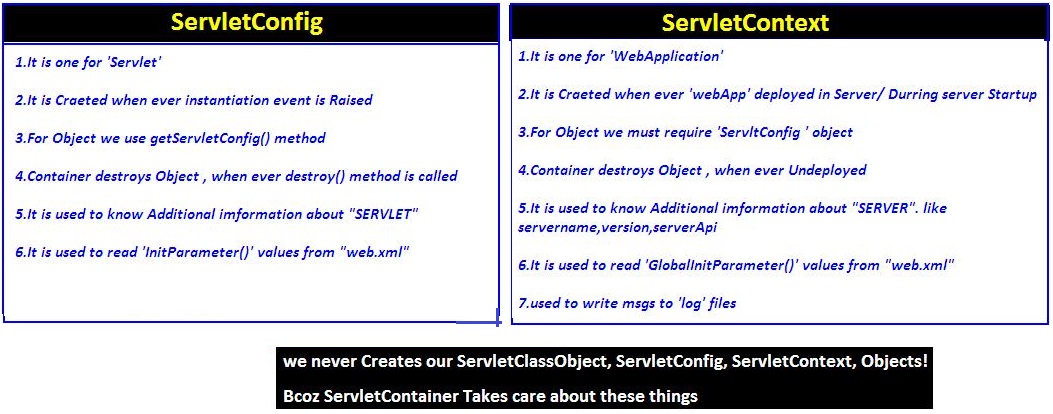 ServletConfig
1.It is one for 'Servlet'
2.It is Craeted when ever instantiation event is Raised
3.For Object we use getServletConfig() method
4.Container destroys Object , when ever destroy() method is called
5.It is used to know Additional imformation about "SERVLET"
6.It is used to read 'InitParameter()' values from "web.xml"
ServletContext
1.It is one for 'WebApplication'
2.It is Craeted when ever 'webApp' deployed in Server/ Durring server Startup
3.For Object we must require 'ServltConfig ' object
4.Container destroys Object , when ever Undeployed
5.It is used to know Additional imformation about "SERVER". like
servername,version,serverApi
6.It is used to read 'GlobalInitParameter()' values from "web.xml"
7.used to write msgs to 'log' files
we never Creates our ServletClassObject, ServletConfig, ServletContext, Objects!
Bcoz ServletContainer Takes care about these things